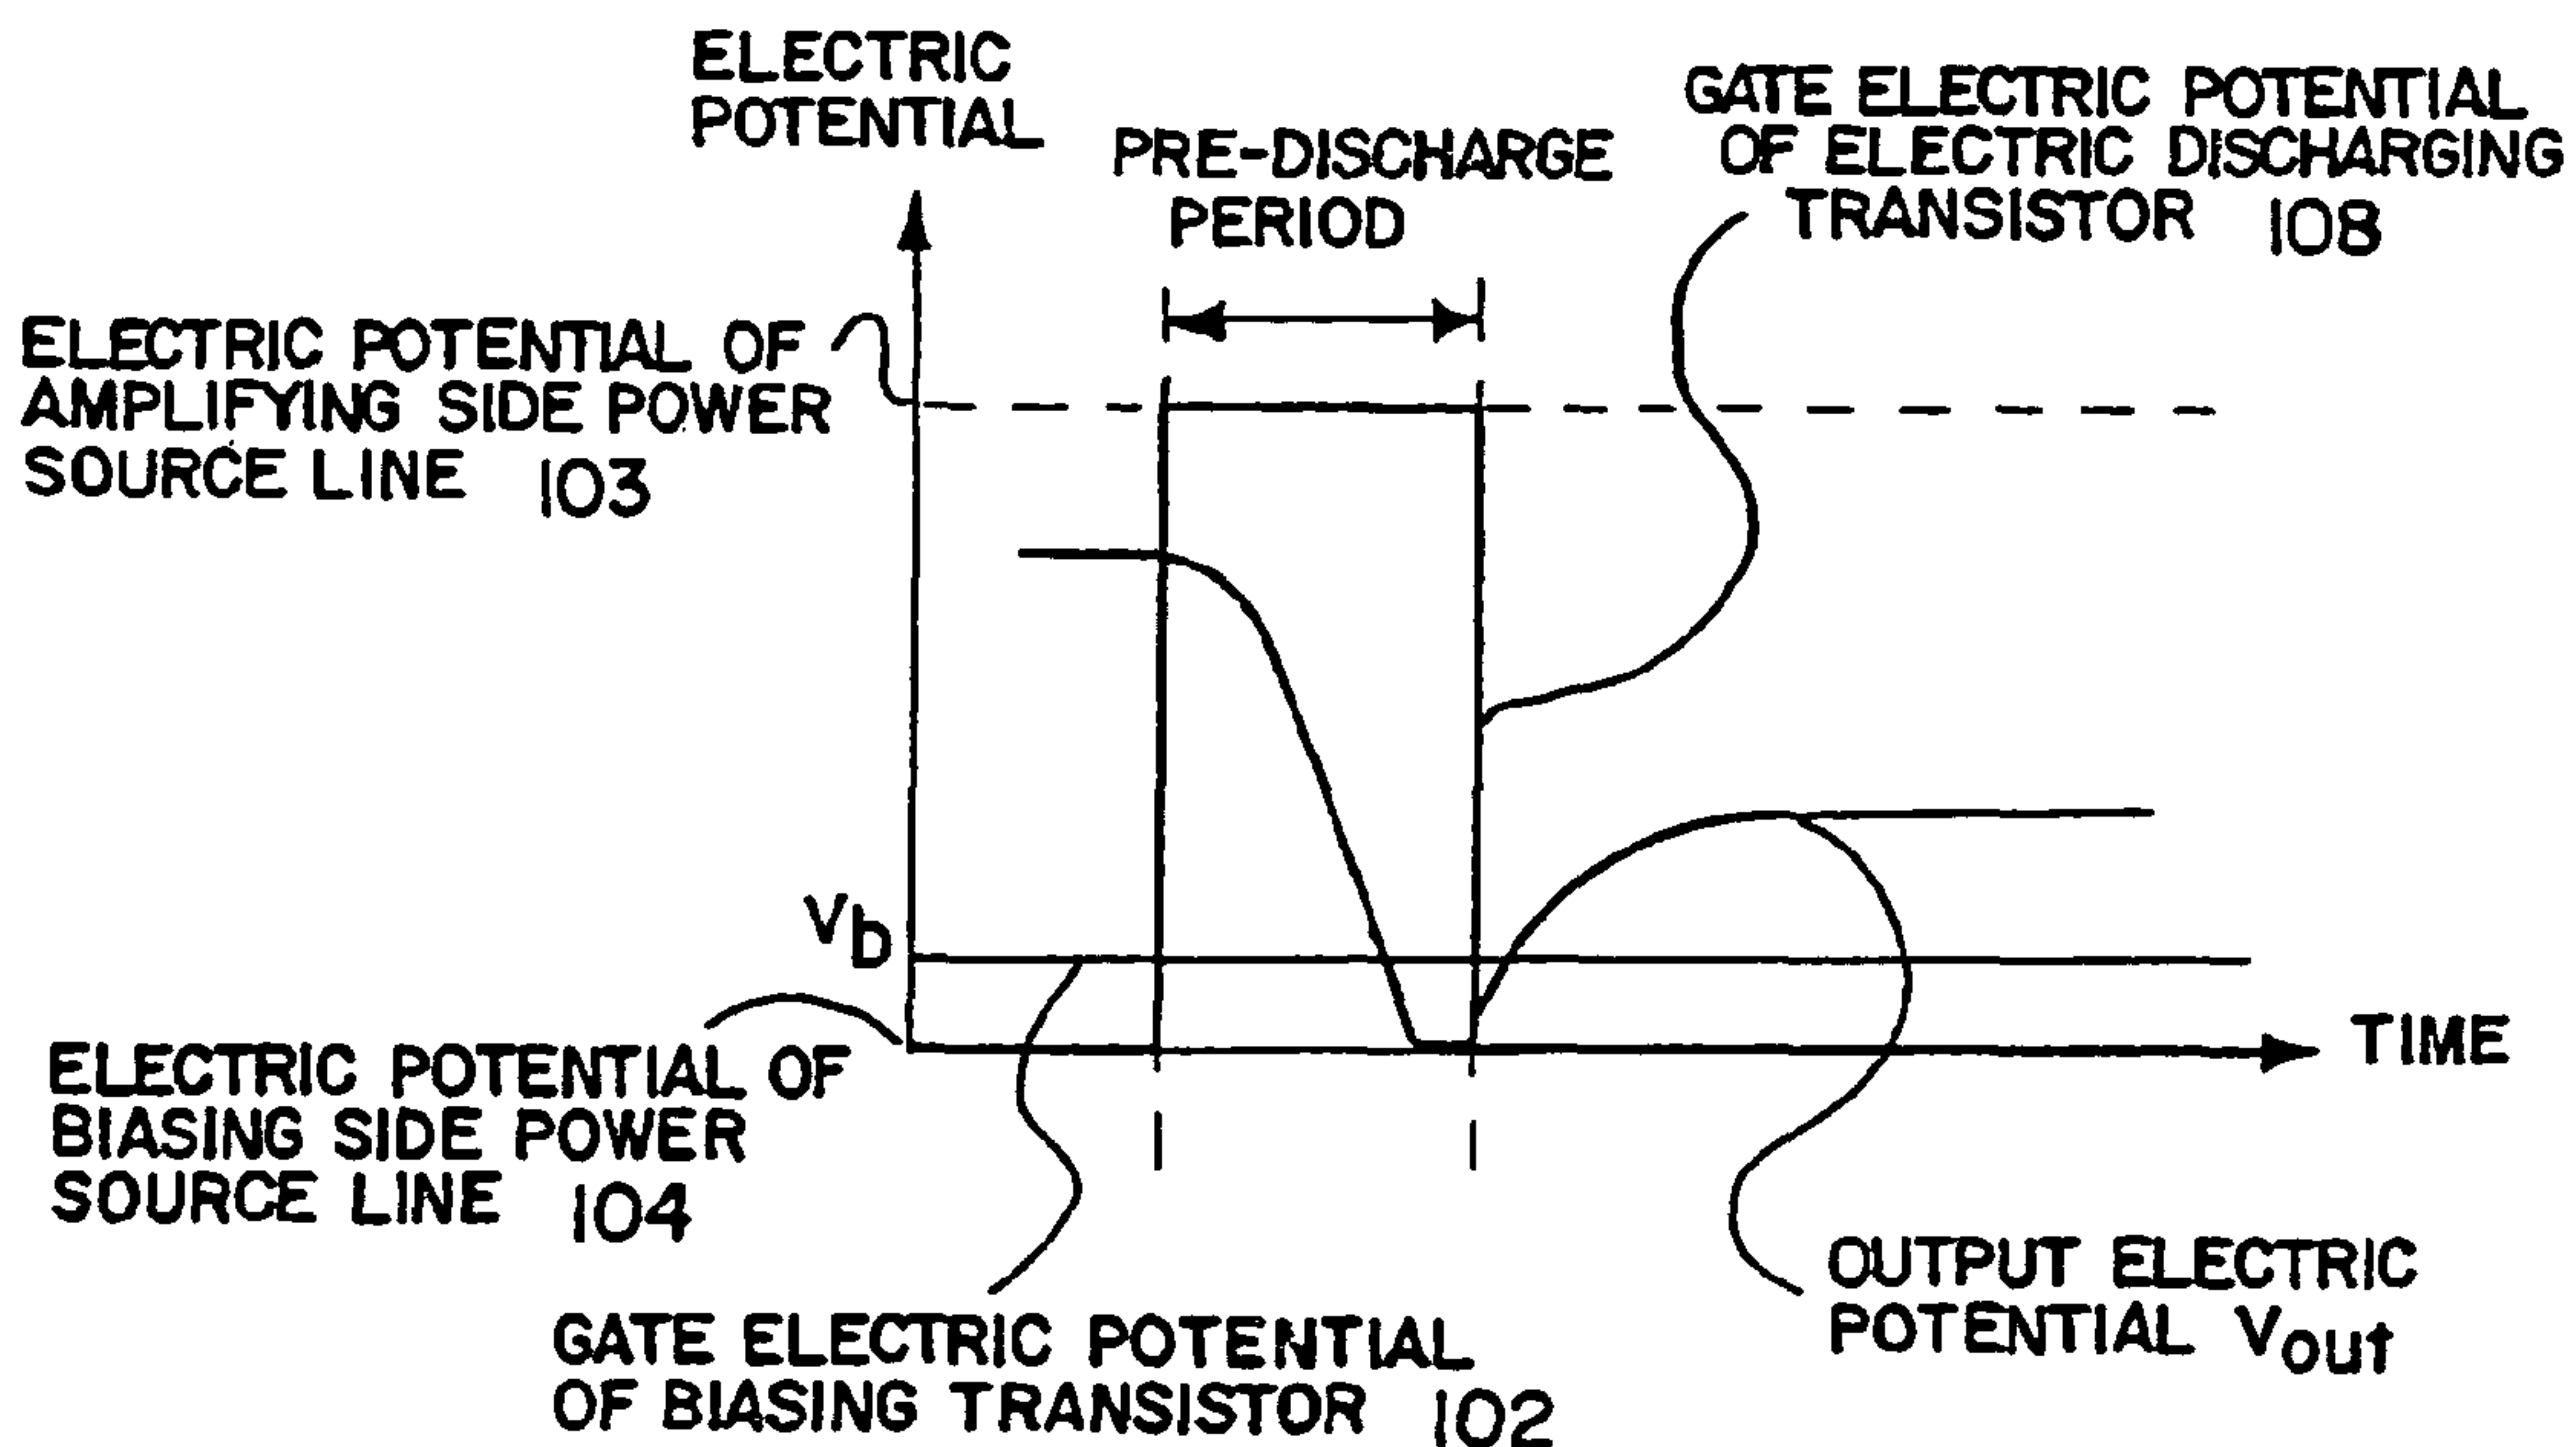 ELECTRIC
POTENTIAL
PRE-DISCHARGE
PERIOD
GATE ELECTRIC POTENTIAL
OF ELECTRIC DISCHARGING
TRANSISTOR 108
ELECTRIC POTENTIAL OF
AMPLIFYING SIDE POWER
SOURCE LINE 103
Vb
TIME
ELECTRIC POTENTIAL OF
BIASING SIDE POWER
SOURCE LINE 104
OUTPUT ELECTRIC
POTENTIAL Vout
GATE ELECTRIC POTENTIAL
OF BIASING TRANSISTOR 102